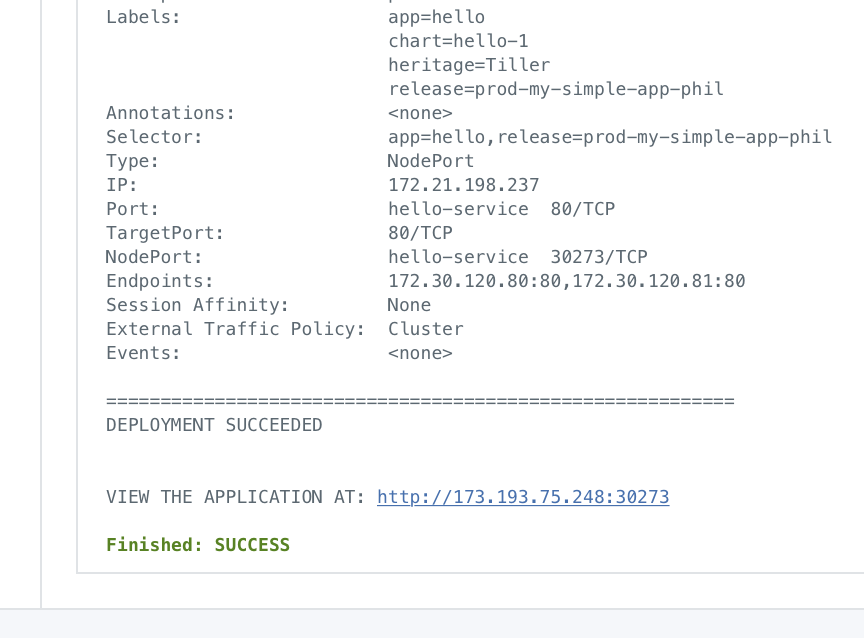 Labels: app=hello
chart=hello-1
heritage=Tiller
release=prod-my-simple-app-phil
Annotations: <none>
Selector: app=hello,release=prod-my-simple-app-phil
Type: NodePort
IP: 172.21.198.237
Port: hello-service 80/TCP
TargetPort: 80/TCP
NodePort: hello-service 30273/TCP
Endpoints: 172.30.120.80:80,172.30.120.81:80
Session Affinity: None
External Traffic Policy: Cluster
Events: <none>
==========================================================
DEPLOYMENT SUCCEEDED
VIEW THE APPLICATION AT: http://173.193.75.248:30273
Finished: SUCCESS